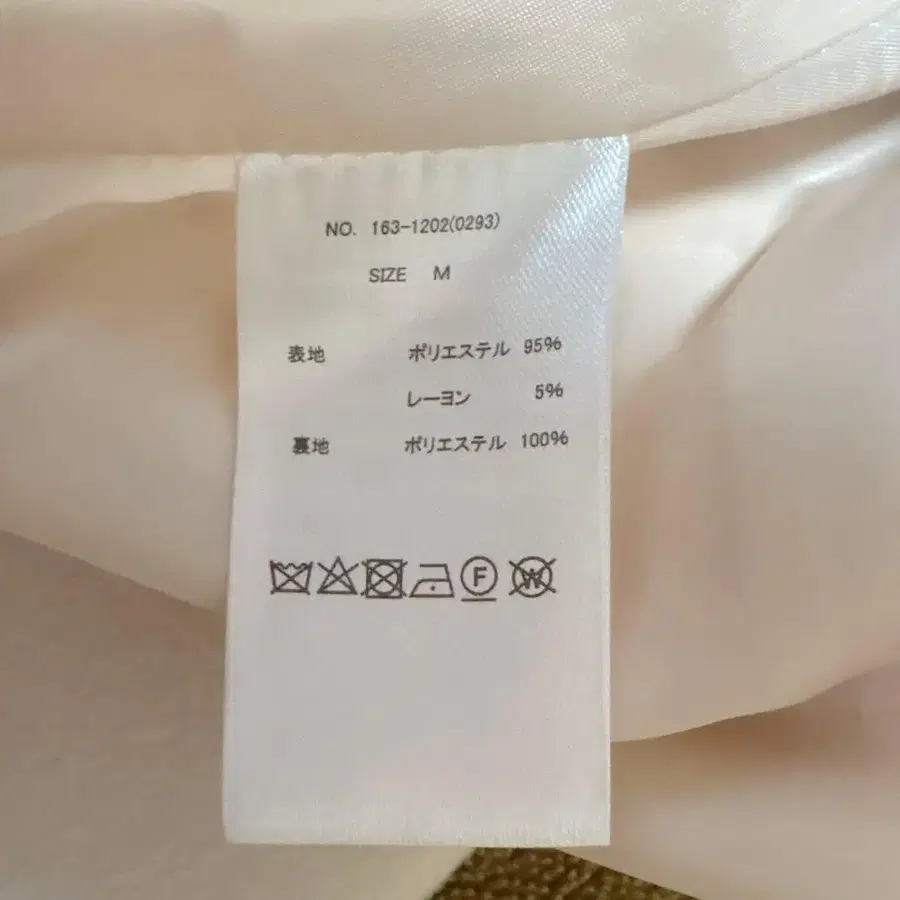 NO. 163-1202(0293)
SIZE M
表地 ポリエステル 95%
レーヨン 5%
裏地 ポリエステル 100%
F W